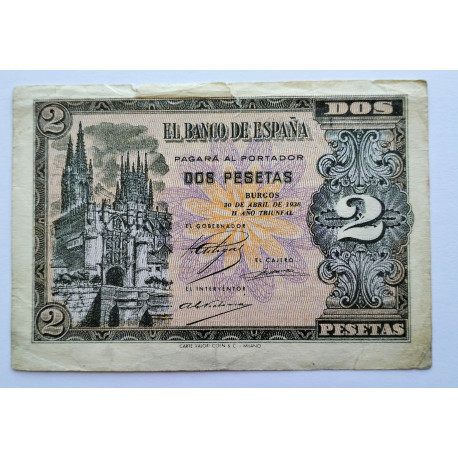 2
DOS
EL BANCO DE ESPAÑA
PAGARÁ AL PORTADOR
DOS PESETAS
BURGOS
30 DE ABRIL DE 1938
II AÑO TRIUNFAL
EL GOBERNADOR
2
EL CAJERO
EL INTERVENTOR
2
PESETAS